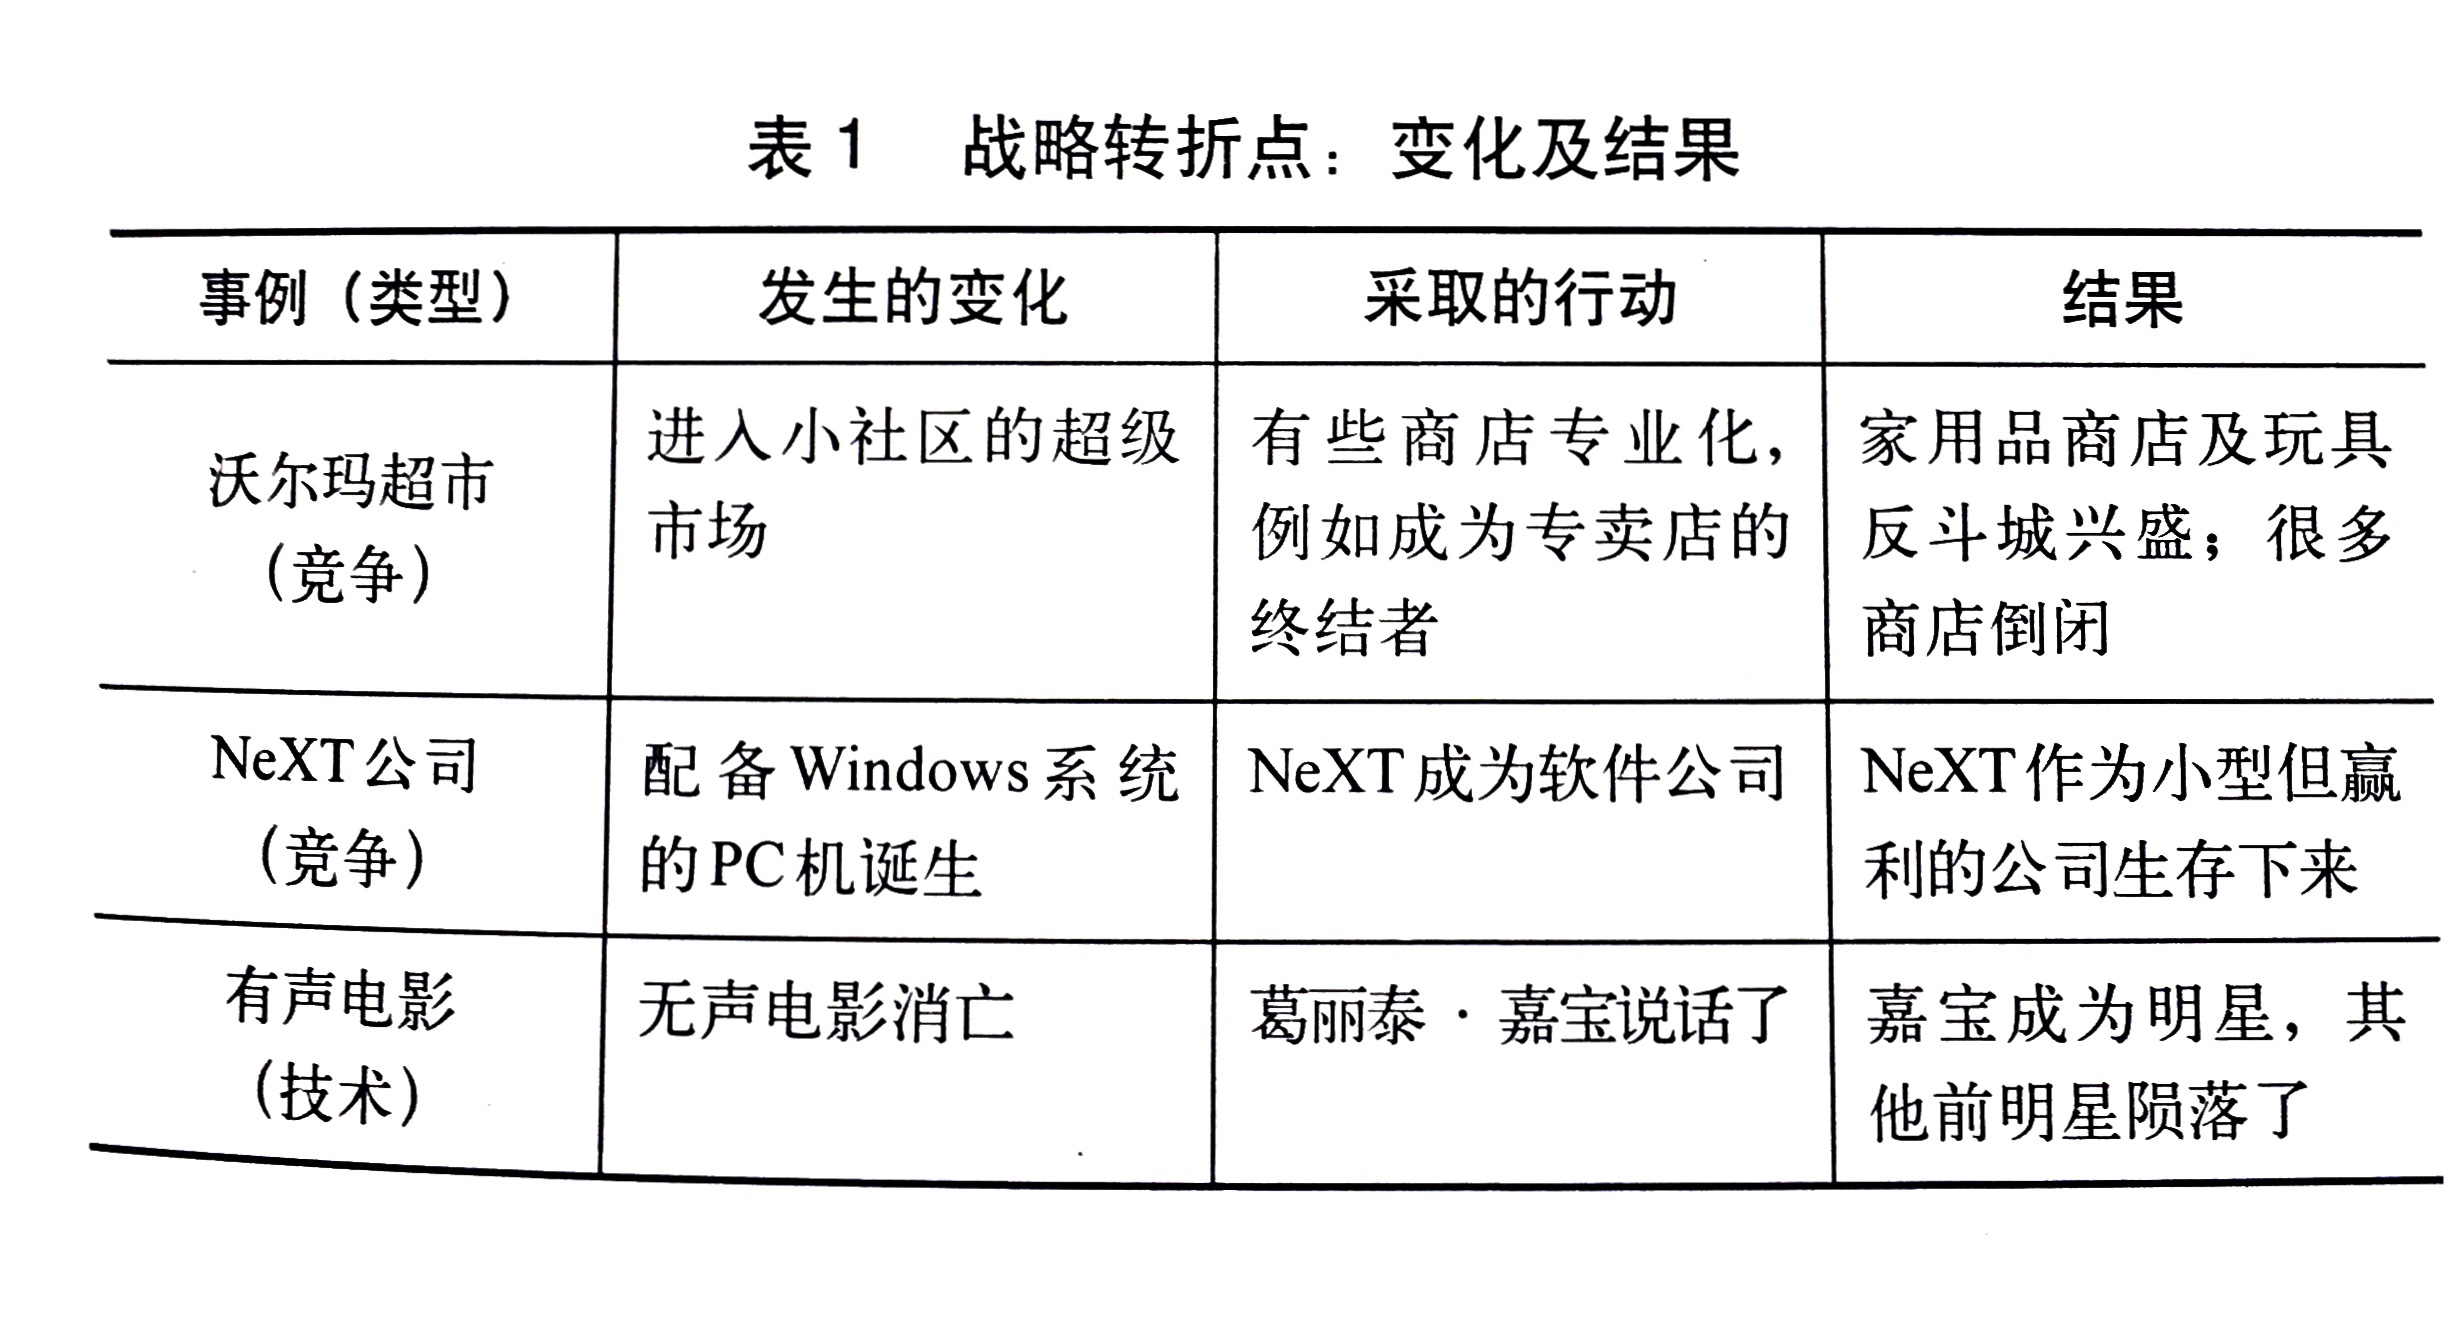 表1 战略转折点：变化及结果
事例（类型）
发生的变化
采取的行动
结果
沃尔玛超市
（竞争）
进入小社区的超级
市场
有些商店专业化，
例如成为专卖店的
终结者
家用品商店及玩具
反斗城兴盛；很多
商店倒闭
NeXT公司
（竞争）
配备Windows系统
的PC机诞生
NeXT成为软件公司
NeXT作为小型但赢
利的公司生存下来
有声电影
（技术）
无声电影消亡
葛丽泰·嘉宝说话了
嘉宝成为明星，其
他前明星陨落了